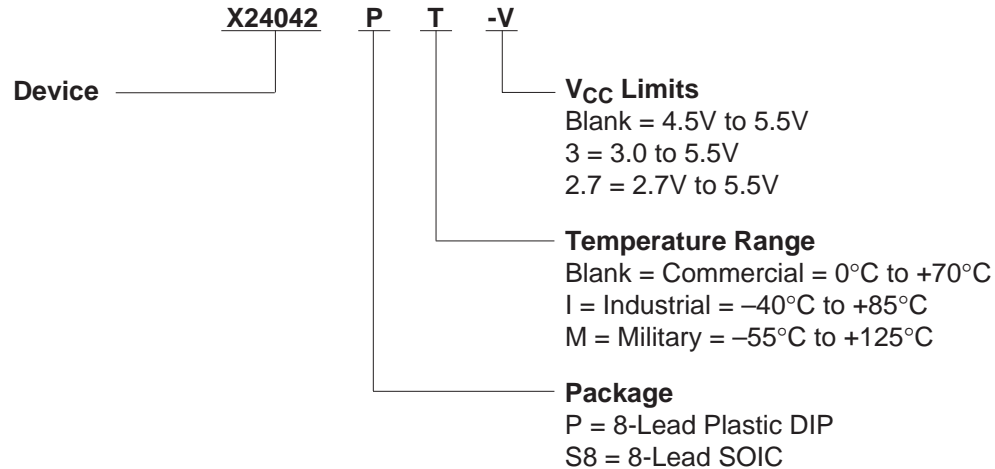 X24042 P T -V
Device
VCC Limits
Blank = 4.5V to 5.5V
3 = 3.0 to 5.5V
2.7 = 2.7V to 5.5V
Temperature Range
Blank = Commercial = 0°C to +70°C
I = Industrial = –40°C to +85°C
M = Military = –55°C to +125°C
Package
P = 8-Lead Plastic DIP
S8 = 8-Lead SOIC